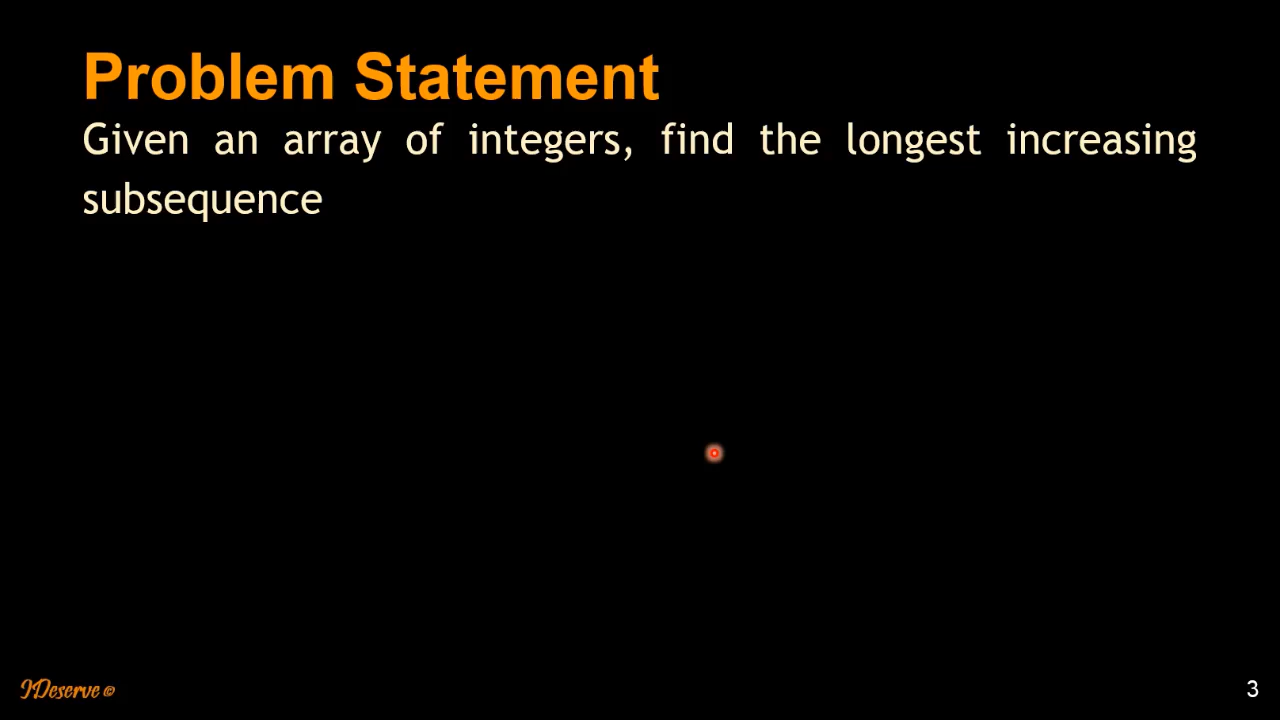 Problem Statement
Given an array of integers, find the longest increasing
subsequence
IDeserve ©
3